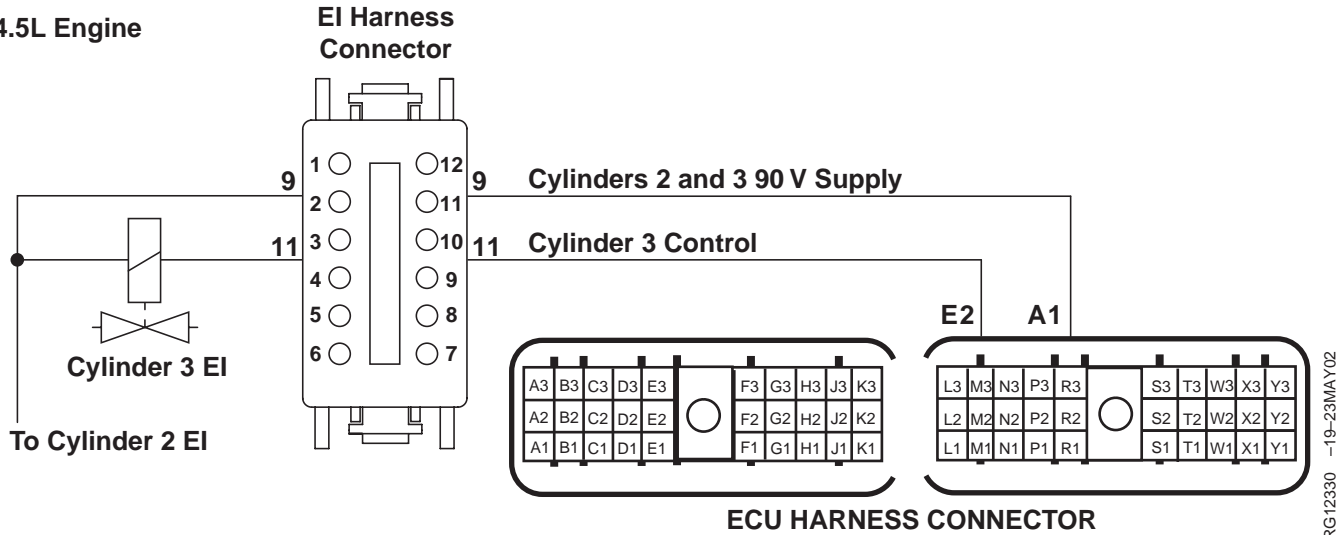 4.5L Engine
EI Harness
Connector
1 12
9 9 Cylinders 2 and 3 90 V Supply
2 11
11 3 10 11 Cylinder 3 Control
4 9
5 8
6 7
Cylinder 3 EI
To Cylinder 2 EI
E2 A1
A3 B3 C3 D3 E3 F3 G3 H3 J3 K3
A2 B2 C2 D2 E2 F2 G2 H2 J2 K2
A1 B1 C1 D1 E1 F1 G1 H1 J1 K1
L3 M3 N3 P3 R3 S3 T3 W3 X3 Y3
L2 M2 N2 P2 R2 S2 T2 W2 X2 Y2
L1 M1 N1 P1 R1 S1 T1 W1 X1 Y1
ECU HARNESS CONNECTOR
RG12330 –19–23MAY02